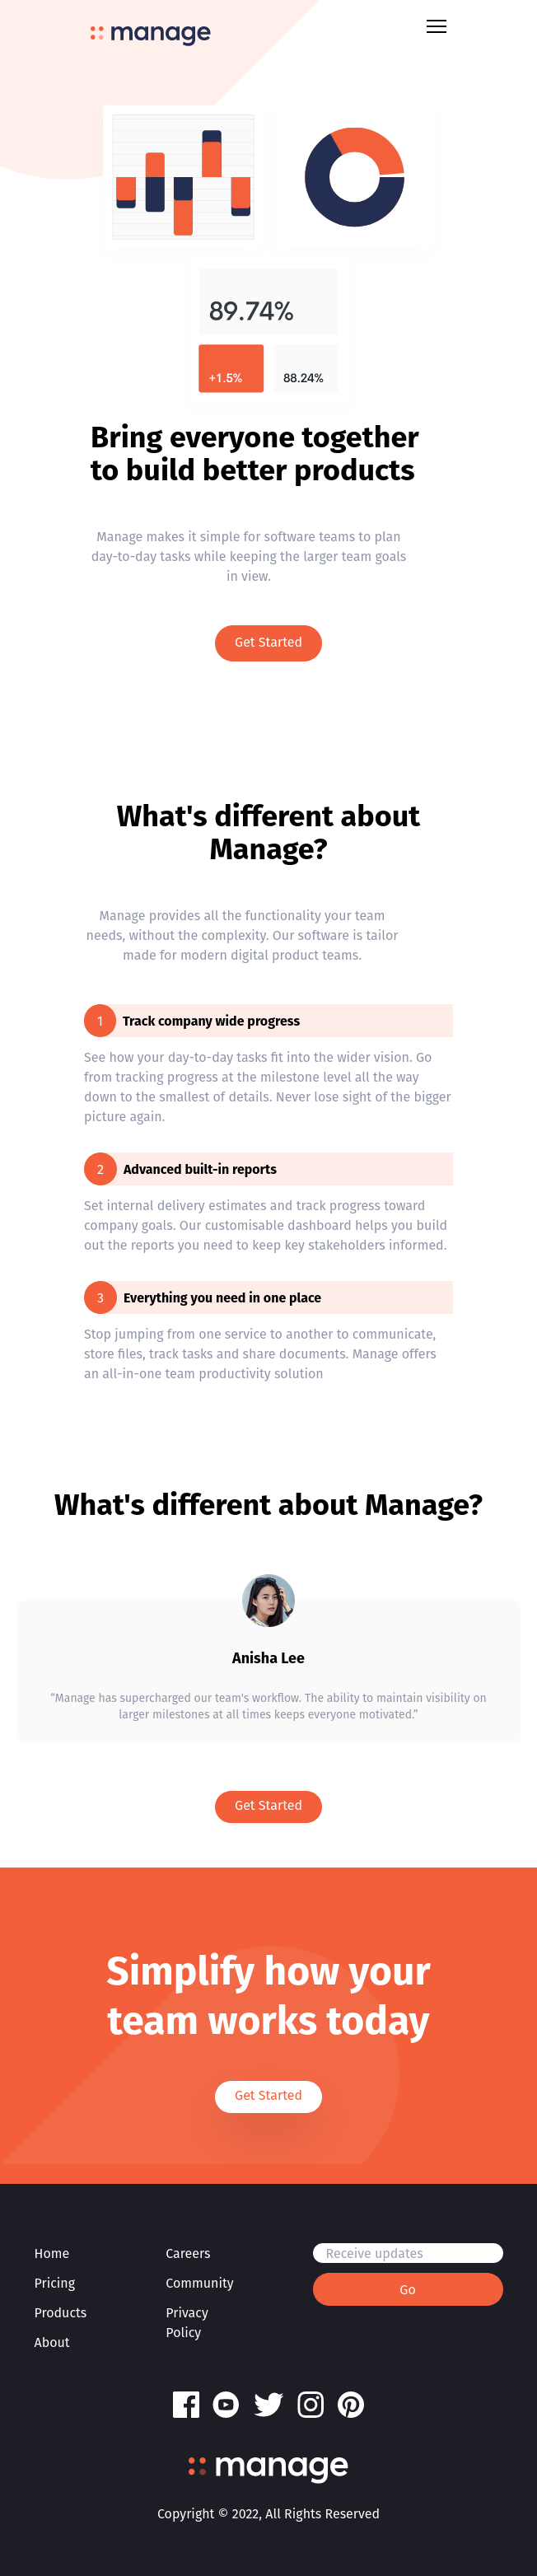 manage
89.74%
+1.5%
88.24%
Bring everyone together
to build better products
Manage makes it simple for software teams to plan
day-to-day tasks while keeping the larger team goals
in view.
Get Started
What's different about
Manage?
Manage provides all the functionality your team
needs, without the complexity. Our software is tailor
made for modern digital product teams.
1 Track company wide progress
See how your day-to-day tasks fit into the wider vision. Go
from tracking progress at the milestone level all the way
down to the smallest of details. Never lose sight of the bigger
picture again.
2 Advanced built-in reports
Set internal delivery estimates and track progress toward
company goals. Our customisable dashboard helps you build
out the reports you need to keep key stakeholders informed.
3 Everything you need in one place
Stop jumping from one service to another to communicate,
store files, track tasks and share documents. Manage offers
an all-in-one team productivity solution
What's different about Manage?
Anisha Lee
“Manage has supercharged our team's workflow. The ability to maintain visibility on
larger milestones at all times keeps everyone motivated.”
Get Started
Simplify how your
team works today
Get Started
Home
Pricing
Products
About
Careers
Community
Privacy
Policy
Receive updates
Go
manage
Copyright © 2022, All Rights Reserved